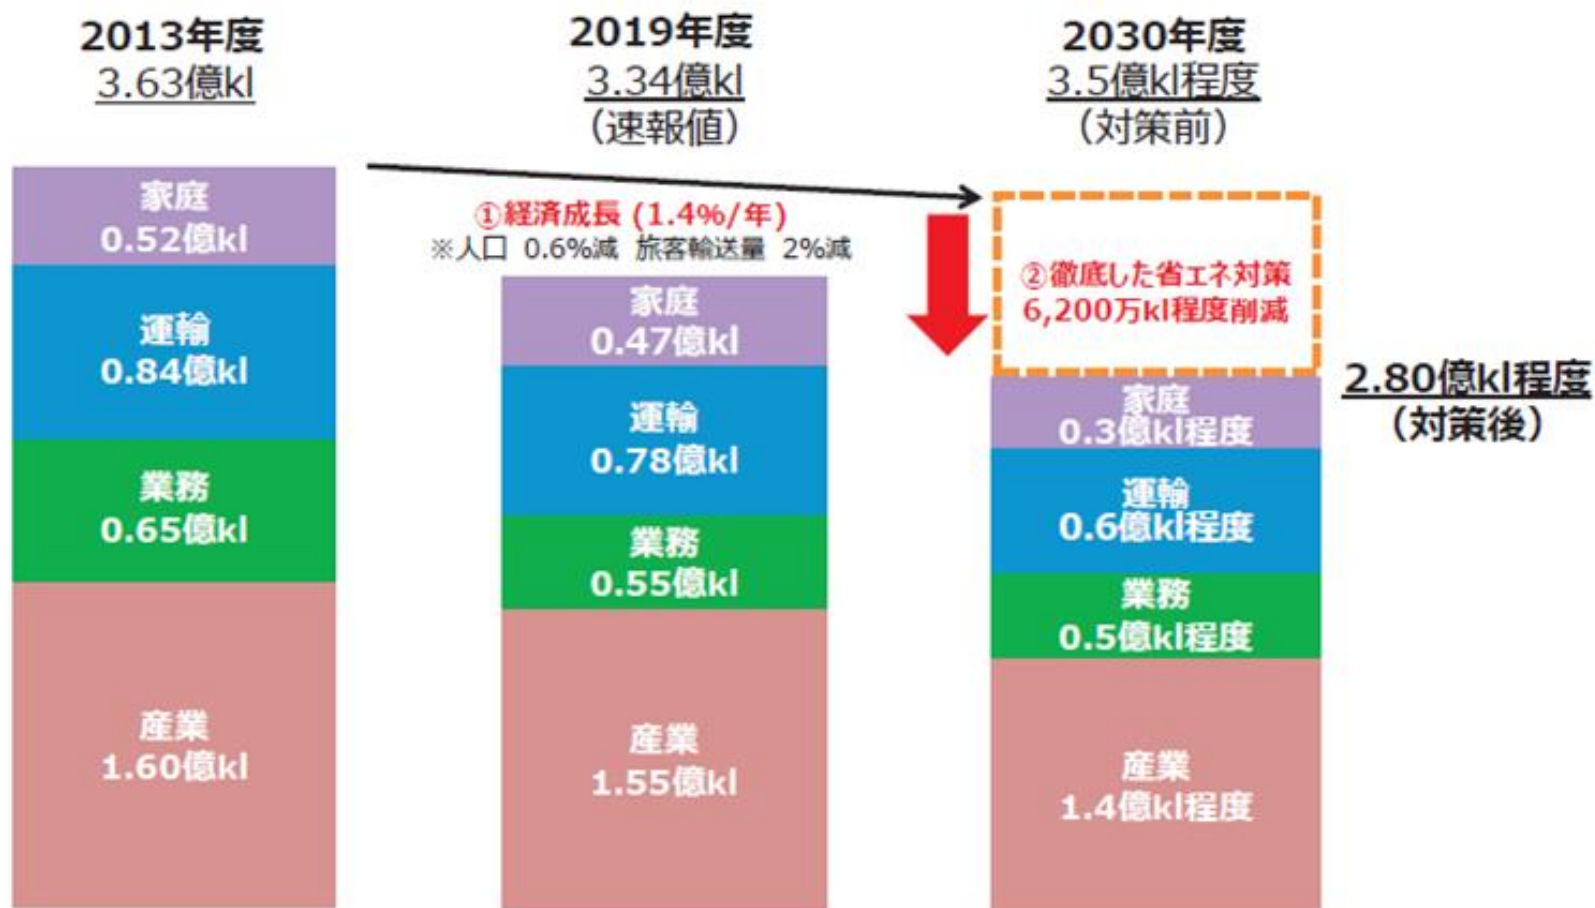 2013年度
3.63億kl
家庭
0.52億kl
運輸
0.84億kl
業務
0.65億kl
産業
1.60億kl
2019年度
3.34億kl
（速報値）
①経済成長 (1.4%/年)
※人口 0.6%減 旅客輸送量 2%減
家庭
0.47億kl
運輸
0.78億kl
業務
0.55億kl
産業
1.55億kl
2030年度
3.5億kl程度
（対策前）
②徹底した省エネ対策
6,200万kl程度削減
家庭
0.3億kl程度
運輸
0.6億kl程度
業務
0.5億kl程度
産業
1.4億kl程度
2.80億kl程度
（対策後）